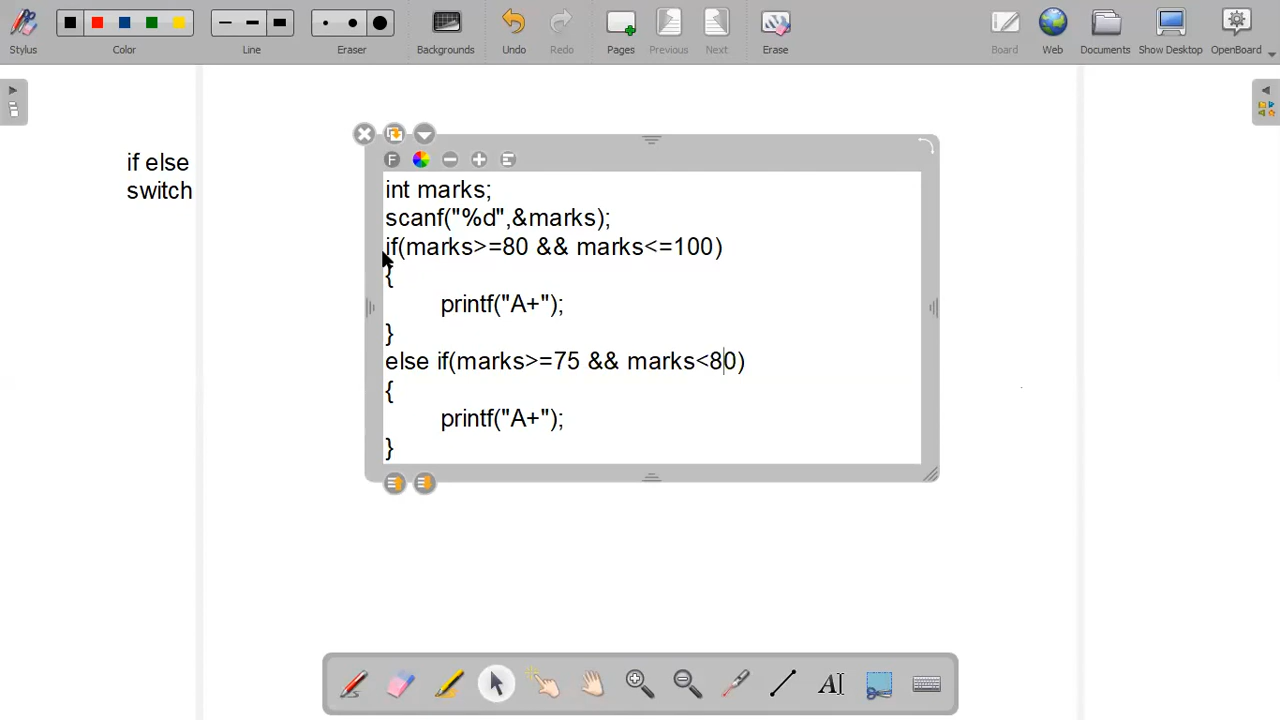 Stylus
Color
Line
Eraser
Backgrounds
Undo
Redo
Pages
Previous
Next
Erase
Board
Web
Documents
Show Desktop
OpenBoard
if else
switch
F
int marks;
scanf("%d",&marks);
if(marks>=80 && marks<=100)
{
printf("A+");
}
else if(marks>=75 && marks<80)
{
printf("A+");
}
AI